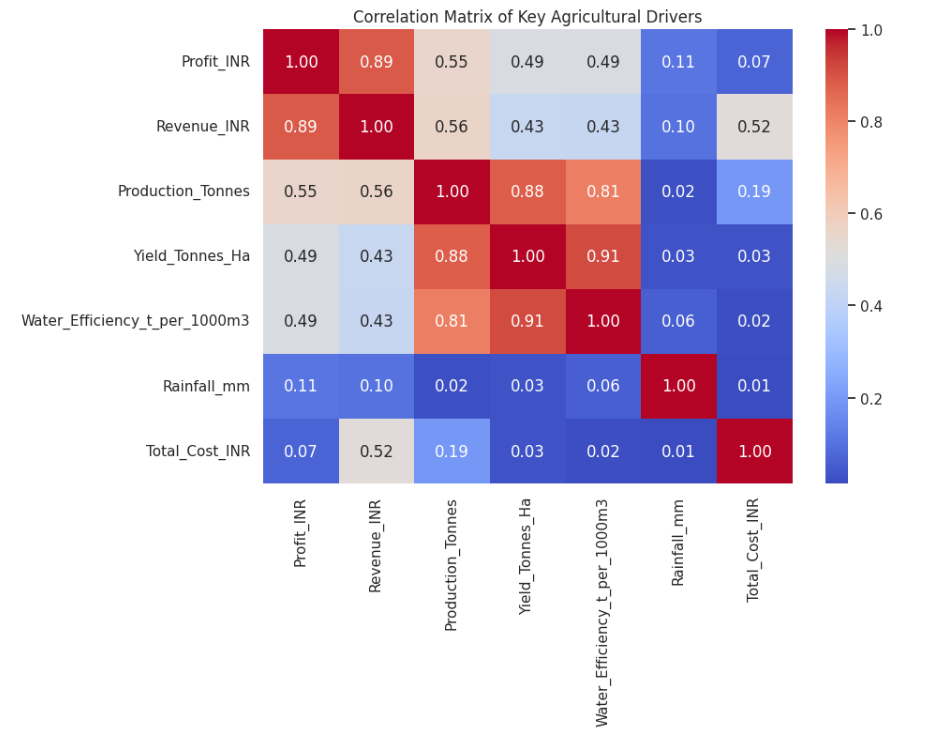 Correlation Matrix of Key Agricultural Drivers
Profit_INR 1.00 0.89 0.55 0.49 0.49 0.11 0.07
Revenue_INR 0.89 1.00 0.56 0.43 0.43 0.10 0.52
Production_Tonnes 0.55 0.56 1.00 0.88 0.81 0.02 0.19
Yield_Tonnes_Ha 0.49 0.43 0.88 1.00 0.91 0.03 0.03
Water_Efficiency_t_per_1000m3 0.49 0.43 0.81 0.91 1.00 0.06 0.02
Rainfall_mm 0.11 0.10 0.02 0.03 0.06 1.00 0.01
Total_Cost_INR 0.07 0.52 0.19 0.03 0.02 0.01 1.00
Profit_INR
Revenue_INR
Production_Tonnes
Yield_Tonnes_Ha
Water_Efficiency_t_per_1000m3
Rainfall_mm
Total_Cost_INR
1.0
0.8
0.6
0.4
0.2